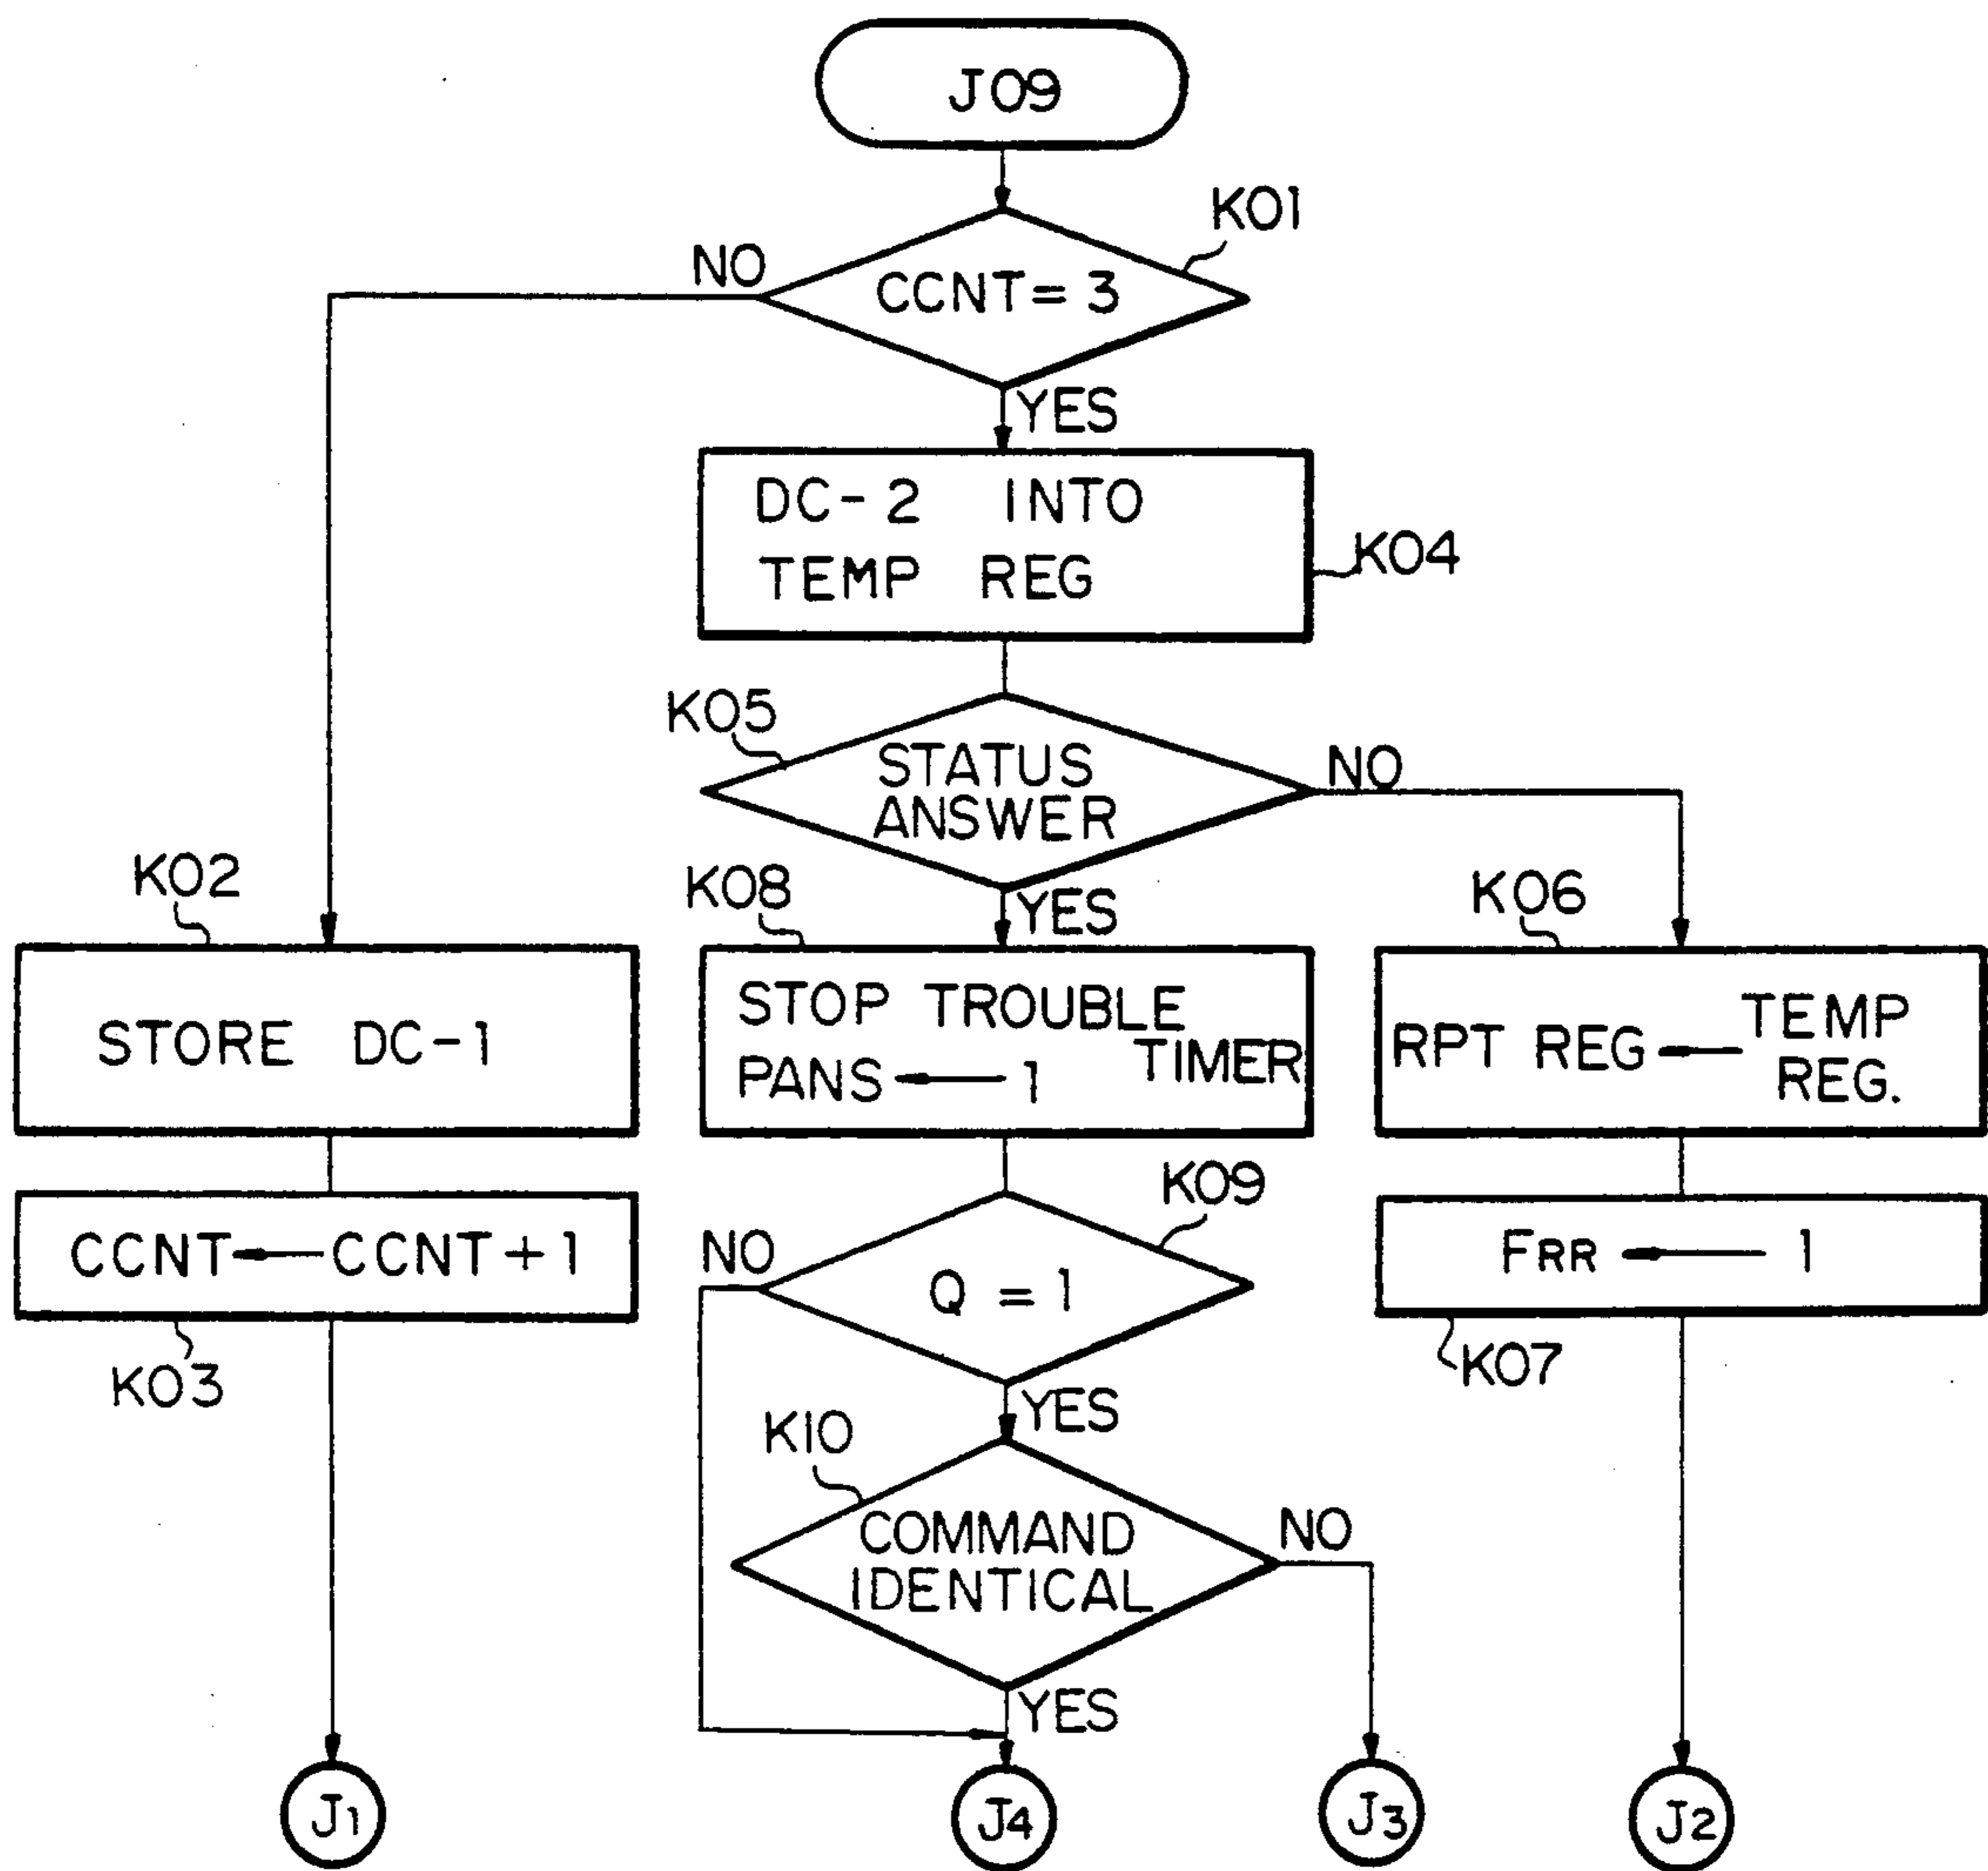 J09
K01
NO
CCNT = 3
YES
DC-2 INTO
TEMP REG
K04
K05
STATUS
ANSWER
NO
YES
K02
STORE DC-1
K08
STOP TROUBLE
TIMER
PANS ← 1
K06
RPT REG ← TEMP
REG.
CCNT ← CCNT + 1
K03
K09
NO
Q = 1
YES
FRR ← 1
K07
K10
COMMAND
IDENTICAL
NO
YES
J1
J4
J3
J2